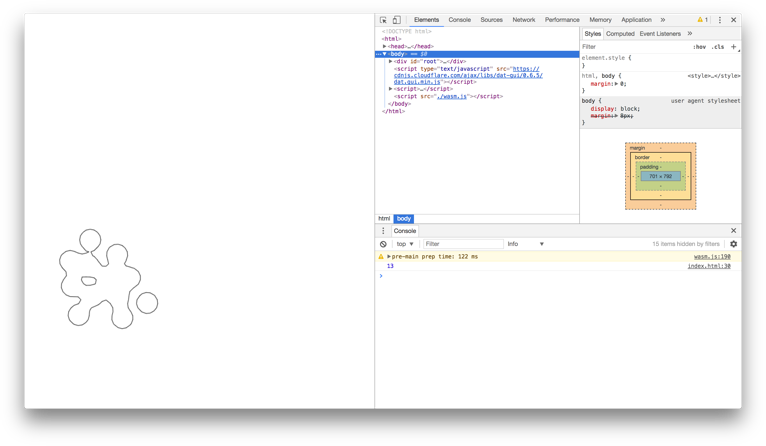 Elements Console Sources Network Performance Memory Application » 1
<!DOCTYPE html>
<html>
▶<head>…</head>
…▼<body> == $0
▶<div id="root">…</div>
<script type="text/javascript" src="https://
cdnjs.cloudflare.com/ajax/libs/dat-gui/0.6.5/
dat.gui.min.js"></script>
▶<script>…</script>
<script src="./wasm.js"></script>
</body>
</html>
html body
Styles Computed Event Listeners »
Filter :hov .cls +
element.style {
}
html, body { <style>…</style>
margin:▶ 0;
}
body { user agent stylesheet
display: block;
margin:▶ 8px;
}
margin -
border -
padding -
- - - 701 × 792 - - -
-
-
-
Console
top ▼ Filter Info ▼ 15 items hidden by filters
▶pre-main prep time: 122 ms wasm.js:190
13 index.html:30
>